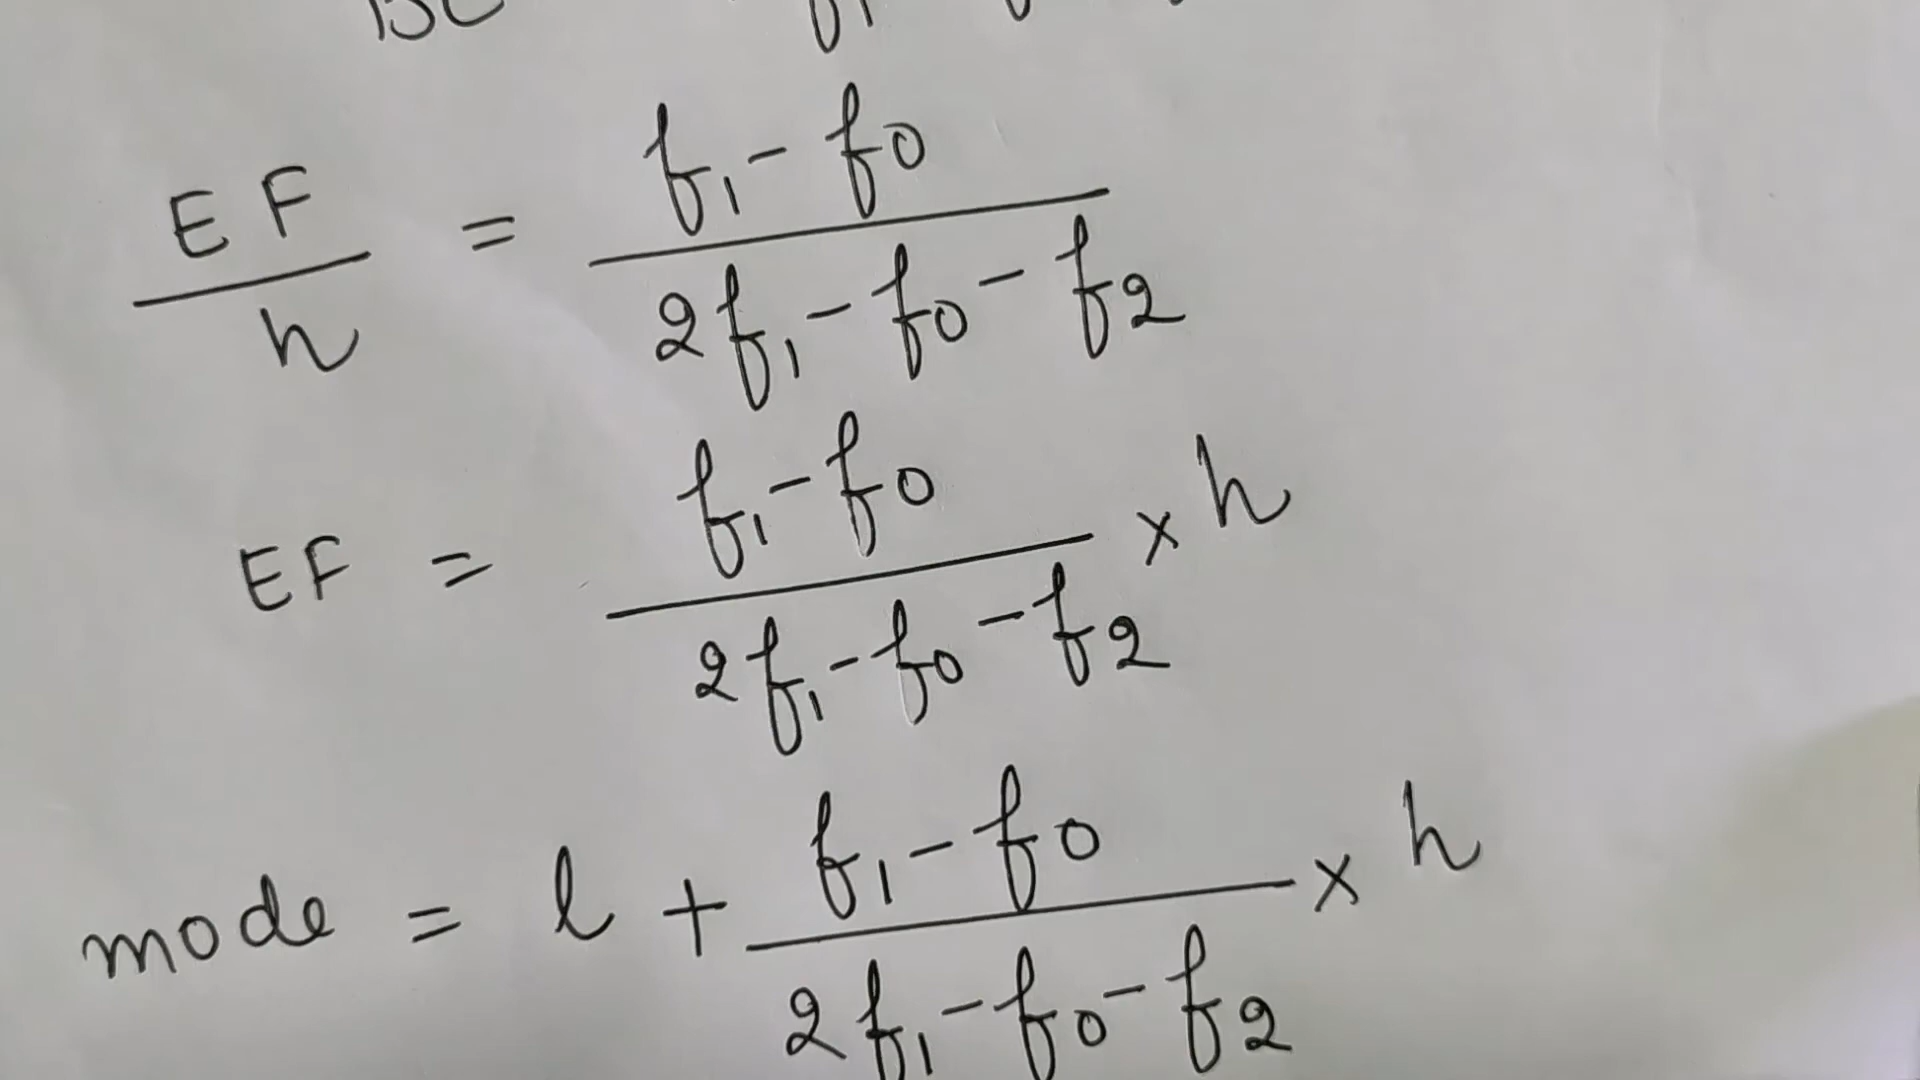 EF/h = (f₁ - f₀)/(2f₁ - f₀ - f₂)
EF = (f₁ - f₀)/(2f₁ - f₀ - f₂) × h
mode = l + (f₁ - f₀)/(2f₁ - f₀ - f₂) × h